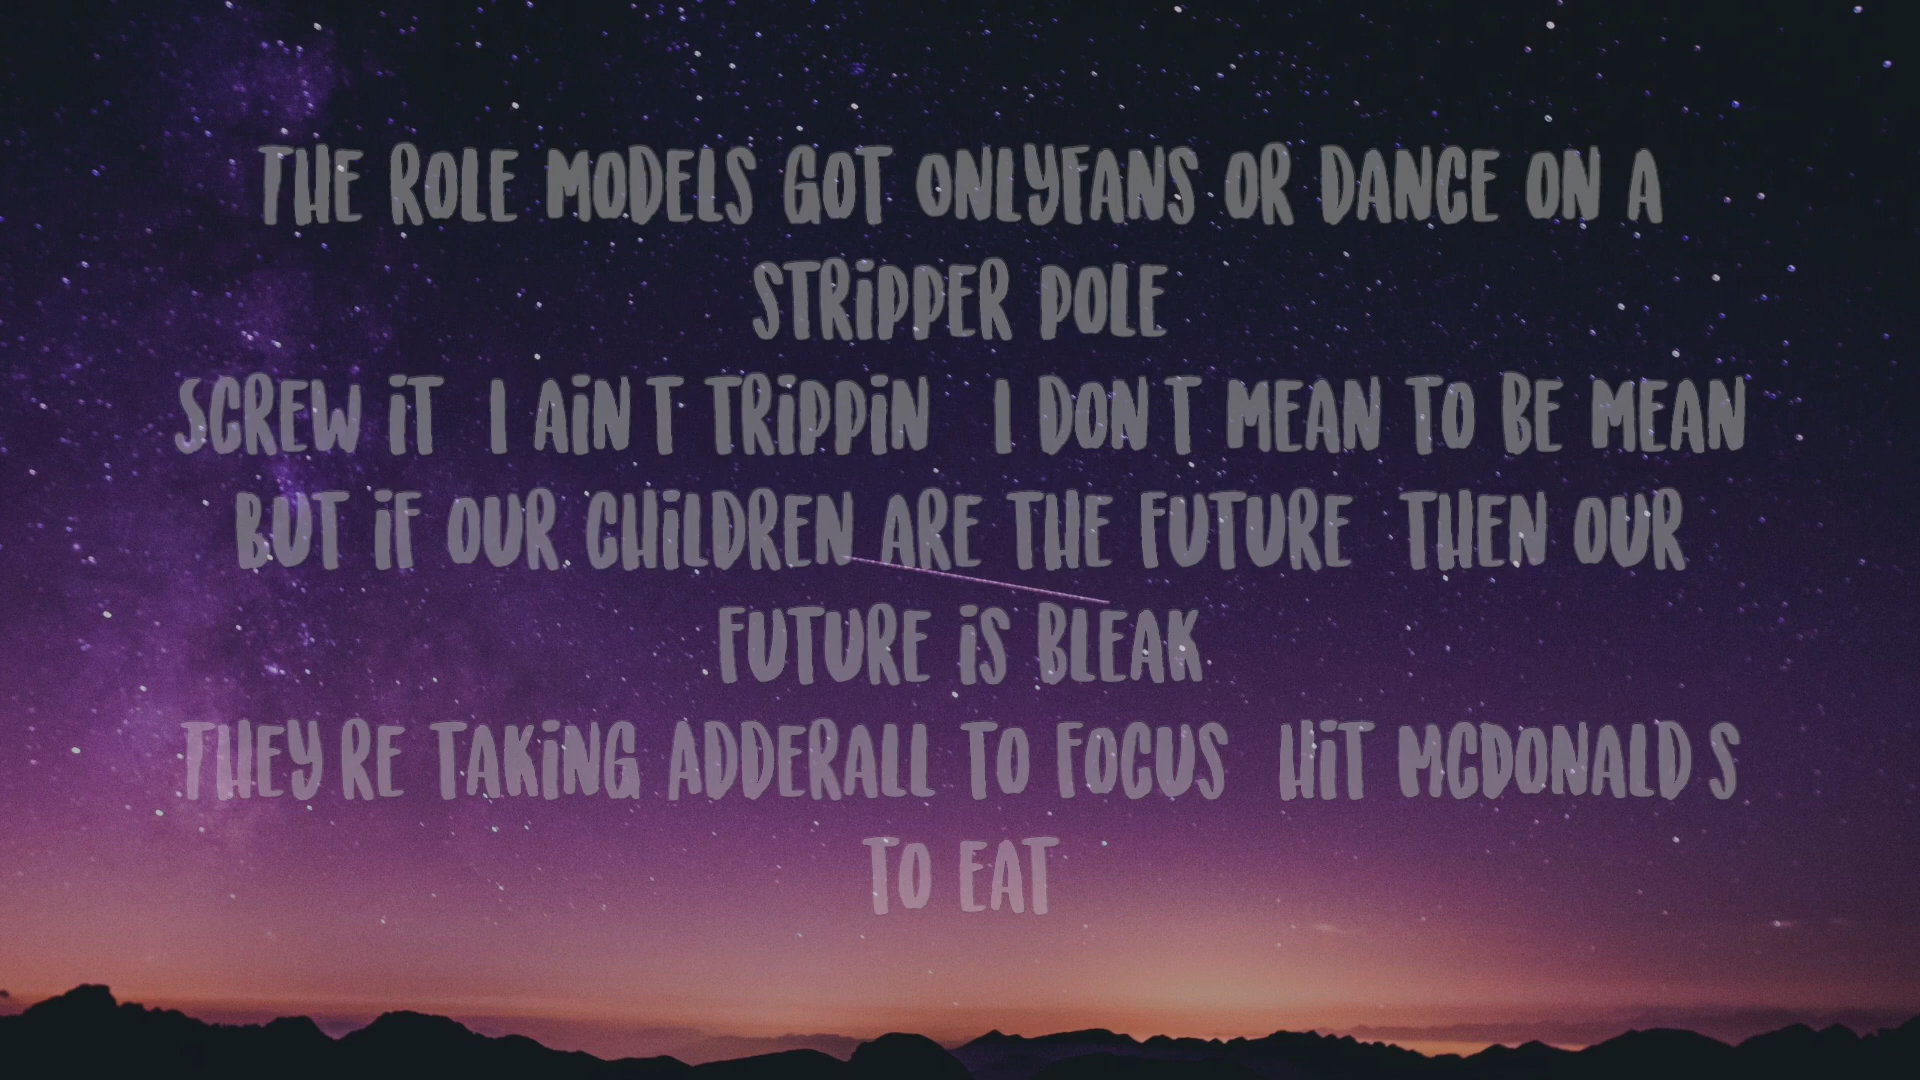 THE ROLE MODELS GOT ONLYFANS OR DANCE ON A
STRiPPER POLE
SCREW iT I AiN T TRiPPiN I DON T MEAN TO BE MEAN
BUT iF OUR CHiLDREN ARE THE FUTURE THEN OUR
FUTURE iS BLEAK
THEY RE TAKiNG ADDERALL TO FOCUS HiT MCDONALD S
TO EAT